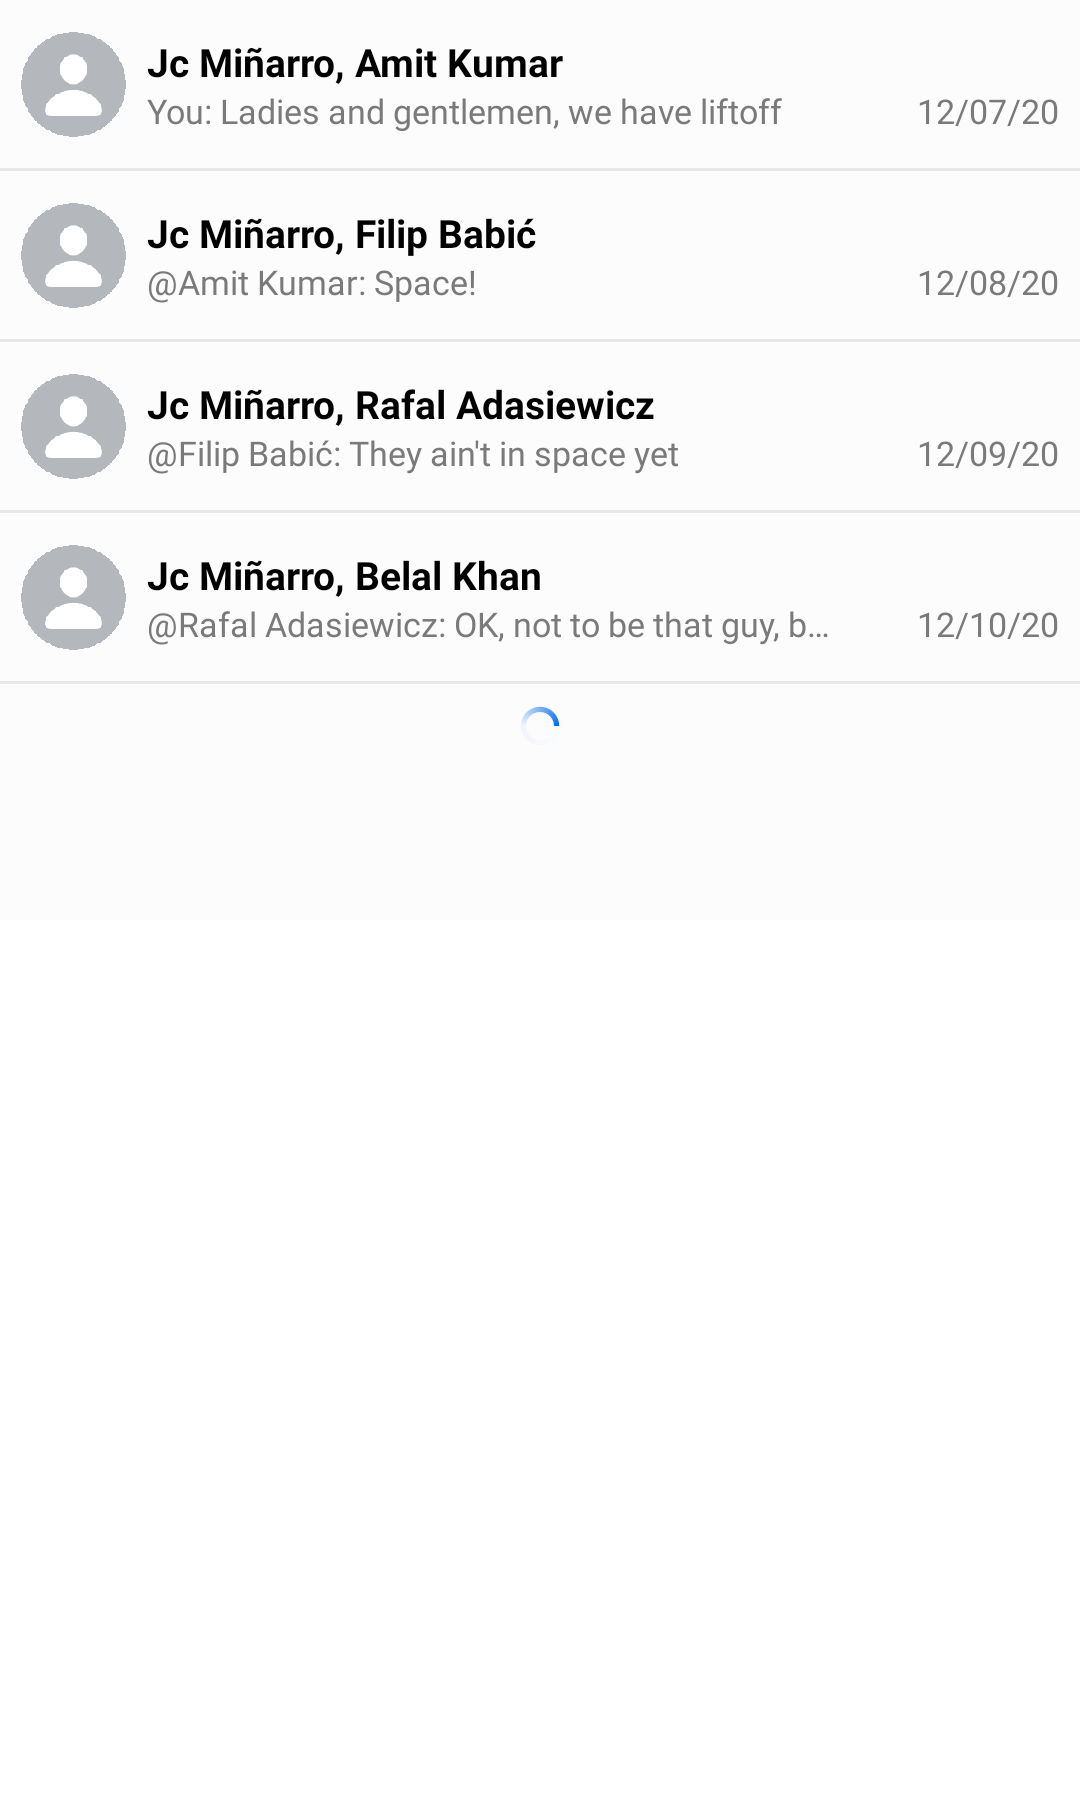 Jc Miñarro, Amit Kumar
You: Ladies and gentlemen, we have liftoff 12/07/20
Jc Miñarro, Filip Babić
@Amit Kumar: Space! 12/08/20
Jc Miñarro, Rafal Adasiewicz
@Filip Babić: They ain't in space yet 12/09/20
Jc Miñarro, Belal Khan
@Rafal Adasiewicz: OK, not to be that guy, b... 12/10/20